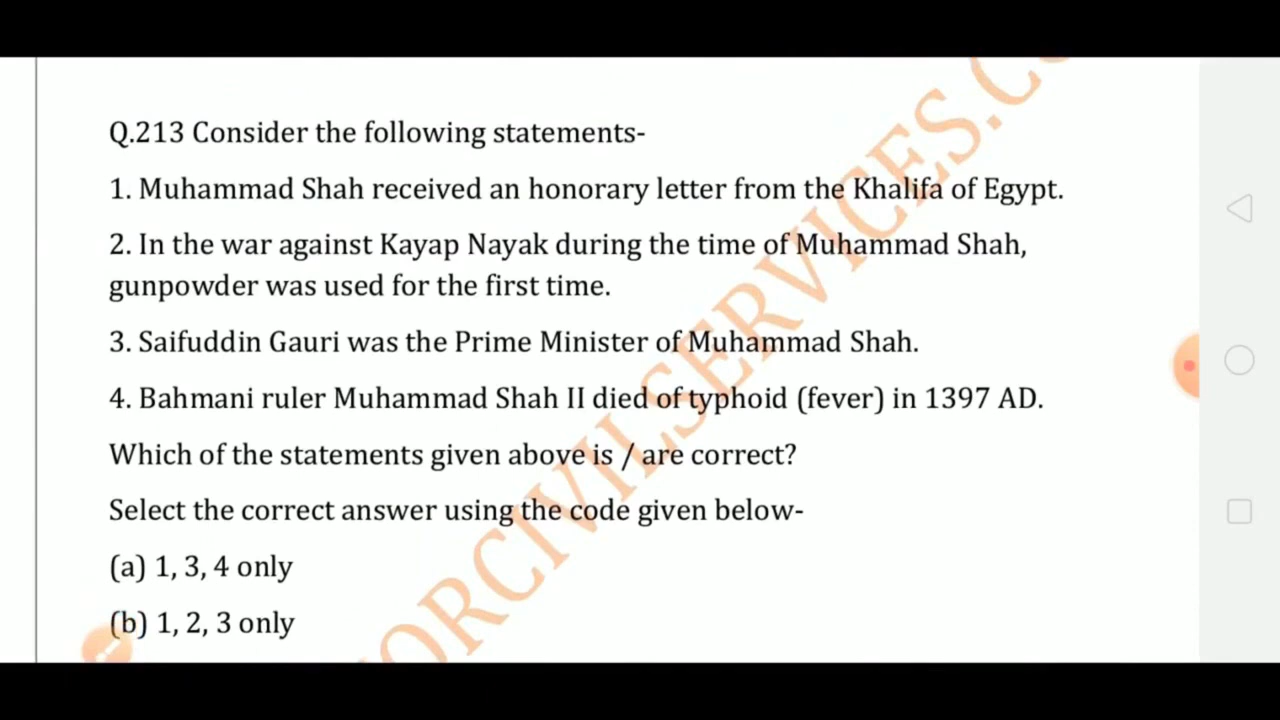 Q.213 Consider the following statements-
1. Muhammad Shah received an honorary letter from the Khalifa of Egypt.
2. In the war against Kayap Nayak during the time of Muhammad Shah,
gunpowder was used for the first time.
3. Saifuddin Gauri was the Prime Minister of Muhammad Shah.
4. Bahmani ruler Muhammad Shah II died of typhoid (fever) in 1397 AD.
Which of the statements given above is / are correct?
Select the correct answer using the code given below-
(a) 1, 3, 4 only
(b) 1, 2, 3 only
ORCIVILSERVICES.CO